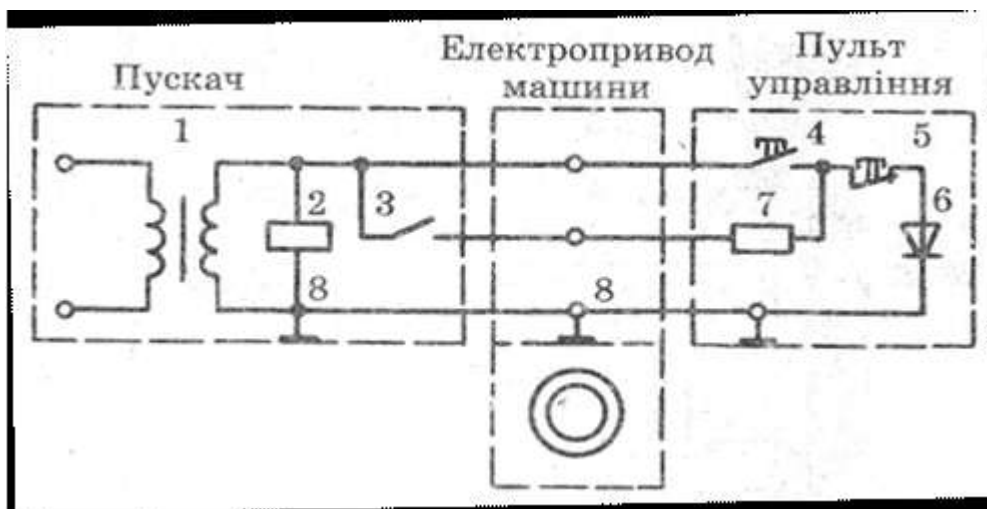 Пускач
Електропривод
машини
Пульт
управління
1
2
3
4
5
6
7
8
8